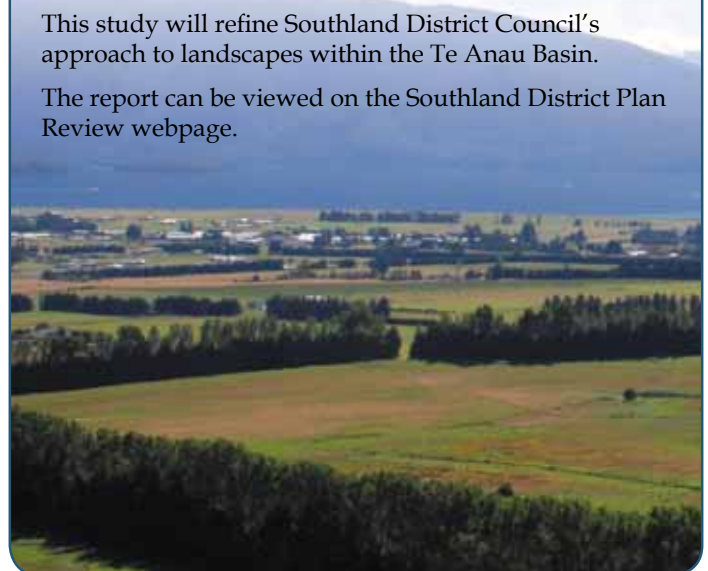 This study will refine Southland District Council's
approach to landscapes within the Te Anau Basin.
The report can be viewed on the Southland District Plan
Review webpage.